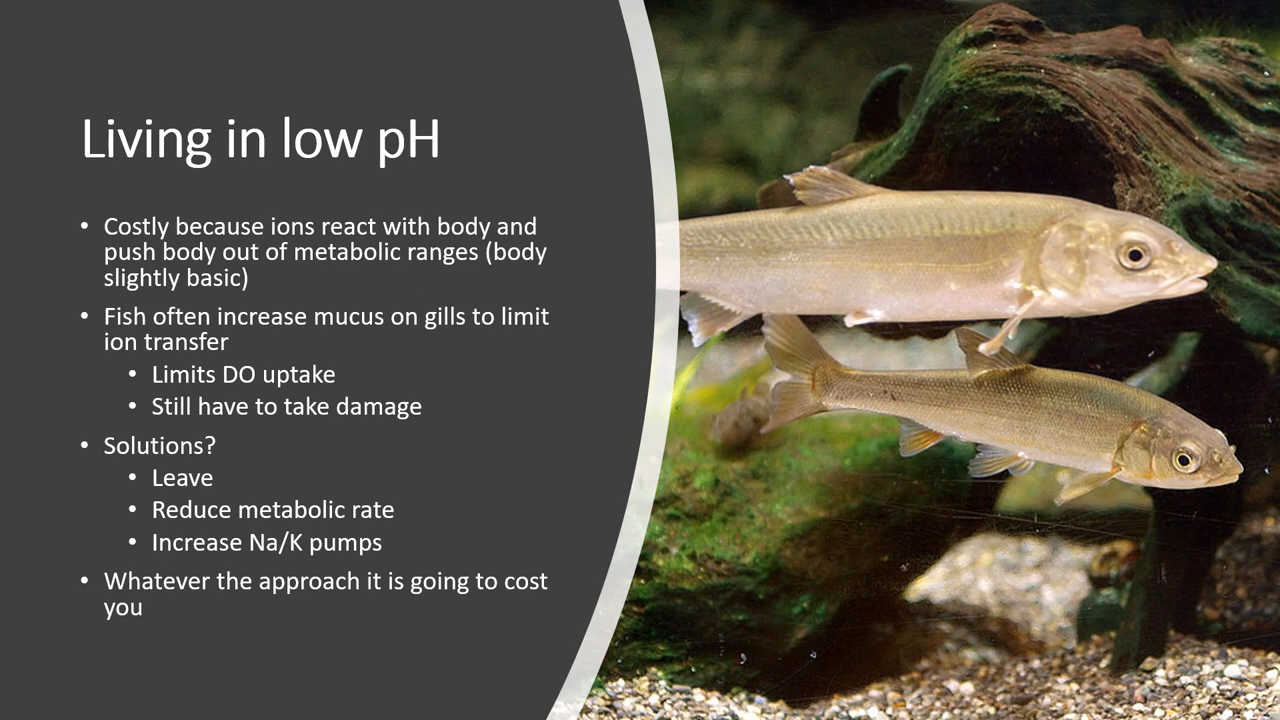 Living in low pH
• Costly because ions react with body and
push body out of metabolic ranges (body
slightly basic)
• Fish often increase mucus on gills to limit
ion transfer
• Limits DO uptake
• Still have to take damage
• Solutions?
• Leave
• Reduce metabolic rate
• Increase Na/K pumps
• Whatever the approach it is going to cost
you